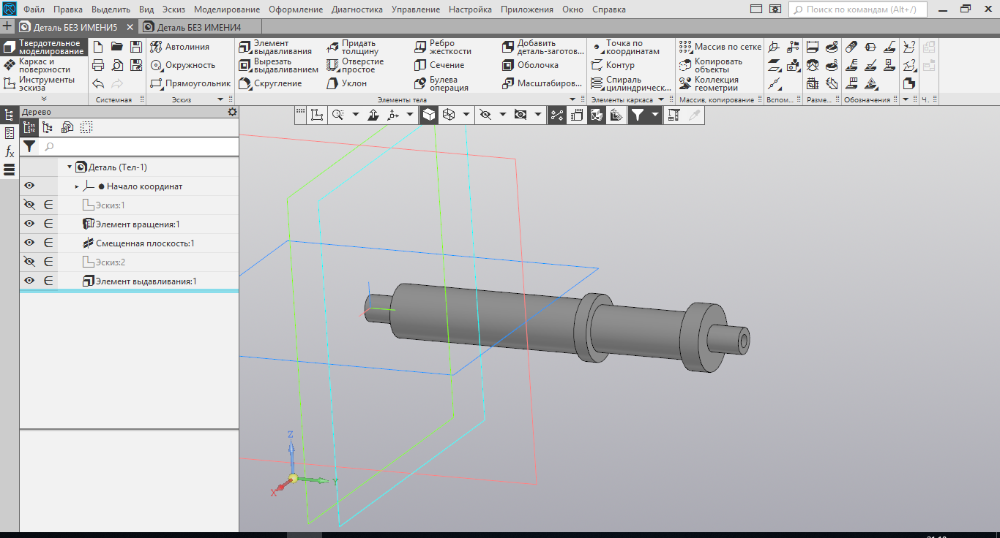 Файл Правка Выделить Вид Эскиз Моделирование Оформление Диагностика Управление Настройка Приложения Окно Справка
Поиск по командам (Alt+/)
Деталь БЕЗ ИМЕНИ5
Деталь БЕЗ ИМЕНИ4
Твердотельное
моделирование
Каркас и
поверхности
Инструменты
эскиза
Системная
Автолиния
Окружность
Прямоугольник
Эскиз
Элемент
выдавливания
Вырезать
выдавливанием
Скругление
Придать
толщину
Отверстие
простое
Уклон
Ребро
жесткости
Сечение
Булева
операция
Добавить
деталь-заготов...
Оболочка
Масштабиров...
Элементы тела
Точка по
координатам
Контур
Спираль
цилиндрическ...
Элементы каркаса
Массив по сетке
Копировать
объекты
Коллекция
геометрии
Массив, копирование
Вспом...
Разме...
Обозначения
Ч..
Дерево
Деталь (Тел-1)
Начало координат
Эскиз:1
Элемент вращения:1
Смещенная плоскость:1
Эскиз:2
Элемент выдавливания:1
Z
Y
X